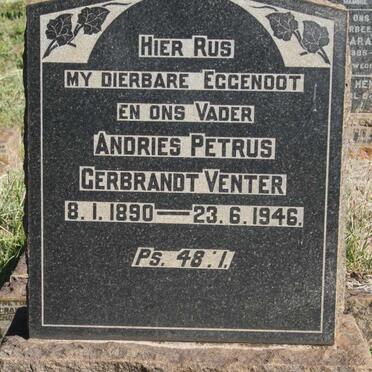 HIER RUS
MY DIERBARE EGGENOOT
EN ONS VADER
ANDRIES PETRUS
GERBRANDT VENTER
8.1.1890 — 23.6.1946.
Ps. 48:1.